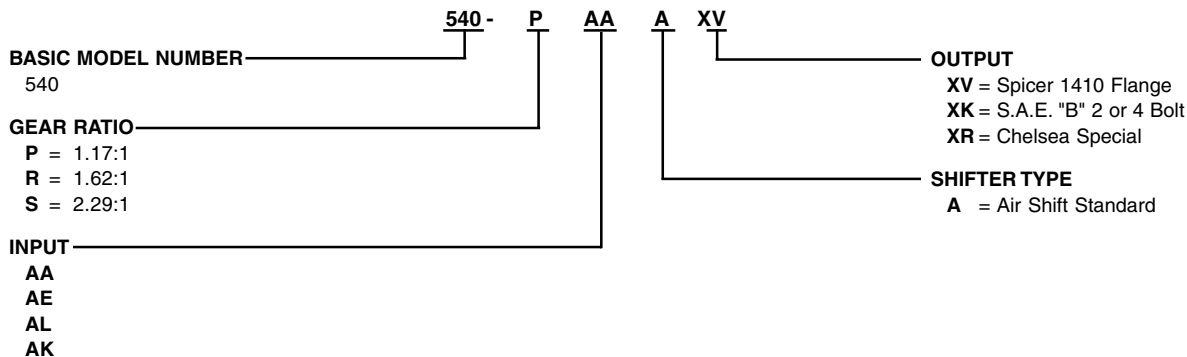 540- P AA A XV
BASIC MODEL NUMBER
540
GEAR RATIO
P = 1.17:1
R = 1.62:1
S = 2.29:1
INPUT
AA
AE
AL
AK
OUTPUT
XV = Spicer 1410 Flange
XK = S.A.E. "B" 2 or 4 Bolt
XR = Chelsea Special
SHIFTER TYPE
A = Air Shift Standard